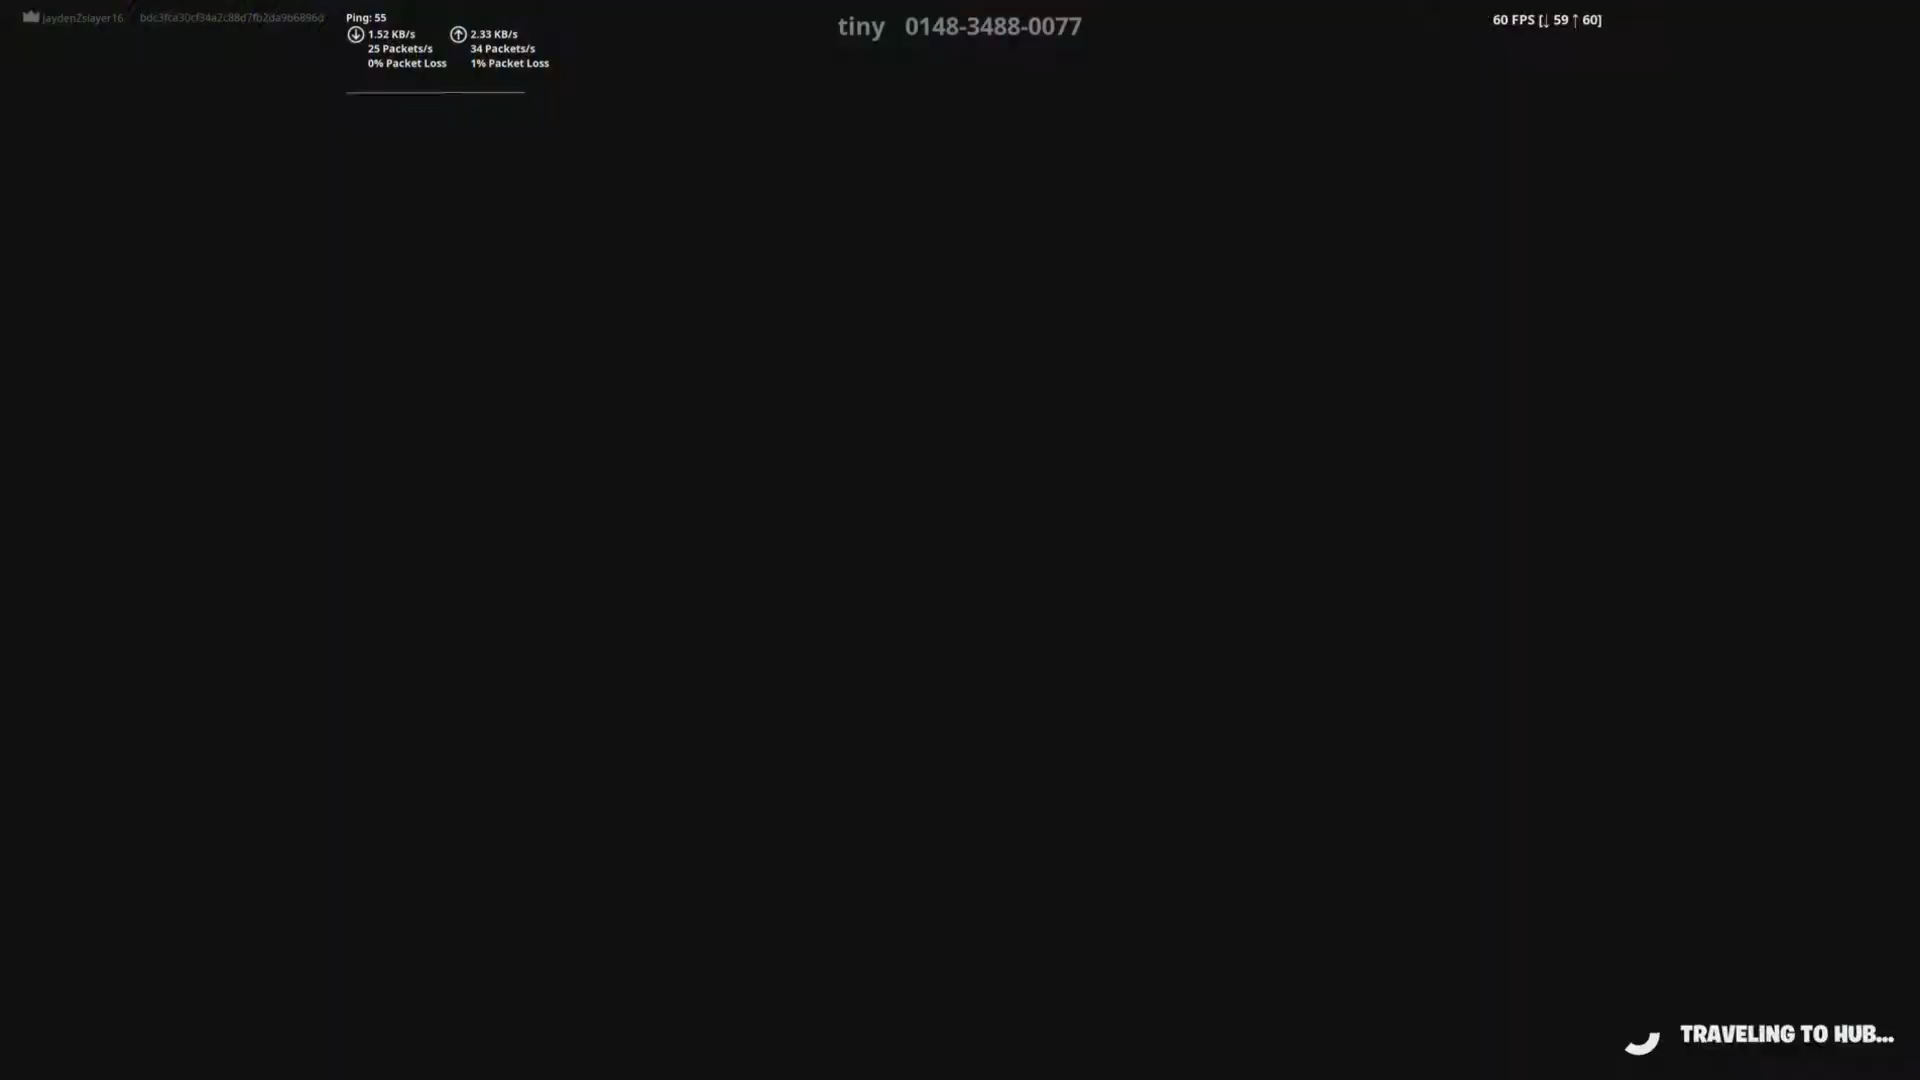 JaydenZslayer16
Ping: 55
1.52 KB/s 2.33 KB/s
25 Packets/s 34 Packets/s
0% Packet Loss 1% Packet Loss
tiny 0148-3488-0077
60 FPS [↓ 59 ↑ 60]
TRAVELING TO HUB...